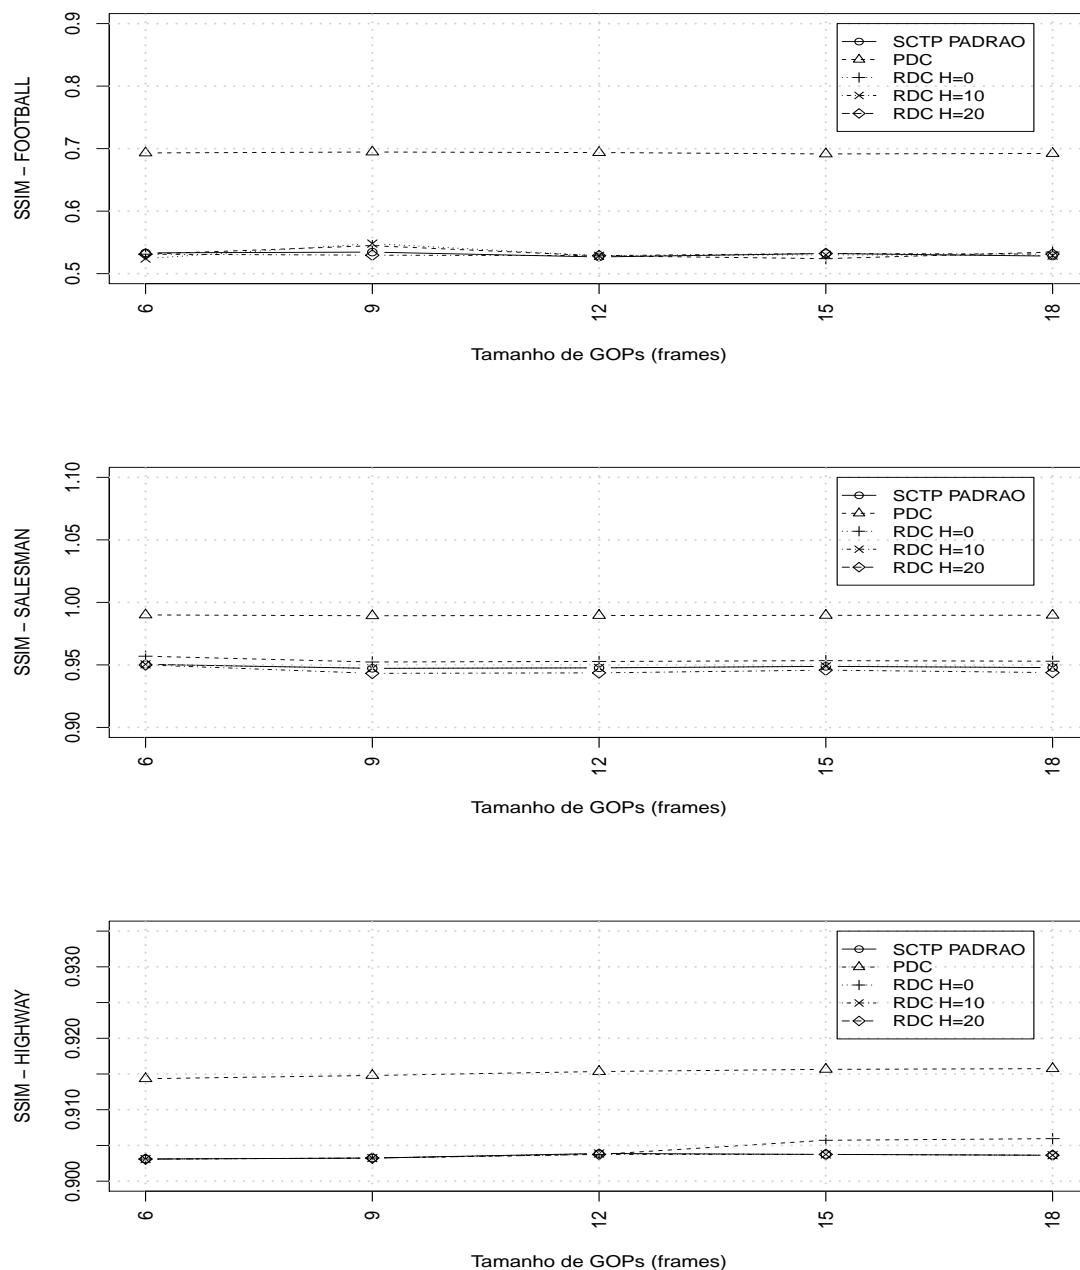 SSIM – FOOTBALL
0.9
0.8
0.7
0.6
0.5
SCTP PADRAO
PDC
RDC H=0
RDC H=10
RDC H=20
6
9
12
15
18
Tamanho de GOPs (frames)
SSIM – SALESMAN
1.10
1.05
1.00
0.95
0.90
SCTP PADRAO
PDC
RDC H=0
RDC H=10
RDC H=20
6
9
12
15
18
Tamanho de GOPs (frames)
SSIM – HIGHWAY
0.930
0.920
0.910
0.900
SCTP PADRAO
PDC
RDC H=0
RDC H=10
RDC H=20
6
9
12
15
18
Tamanho de GOPs (frames)